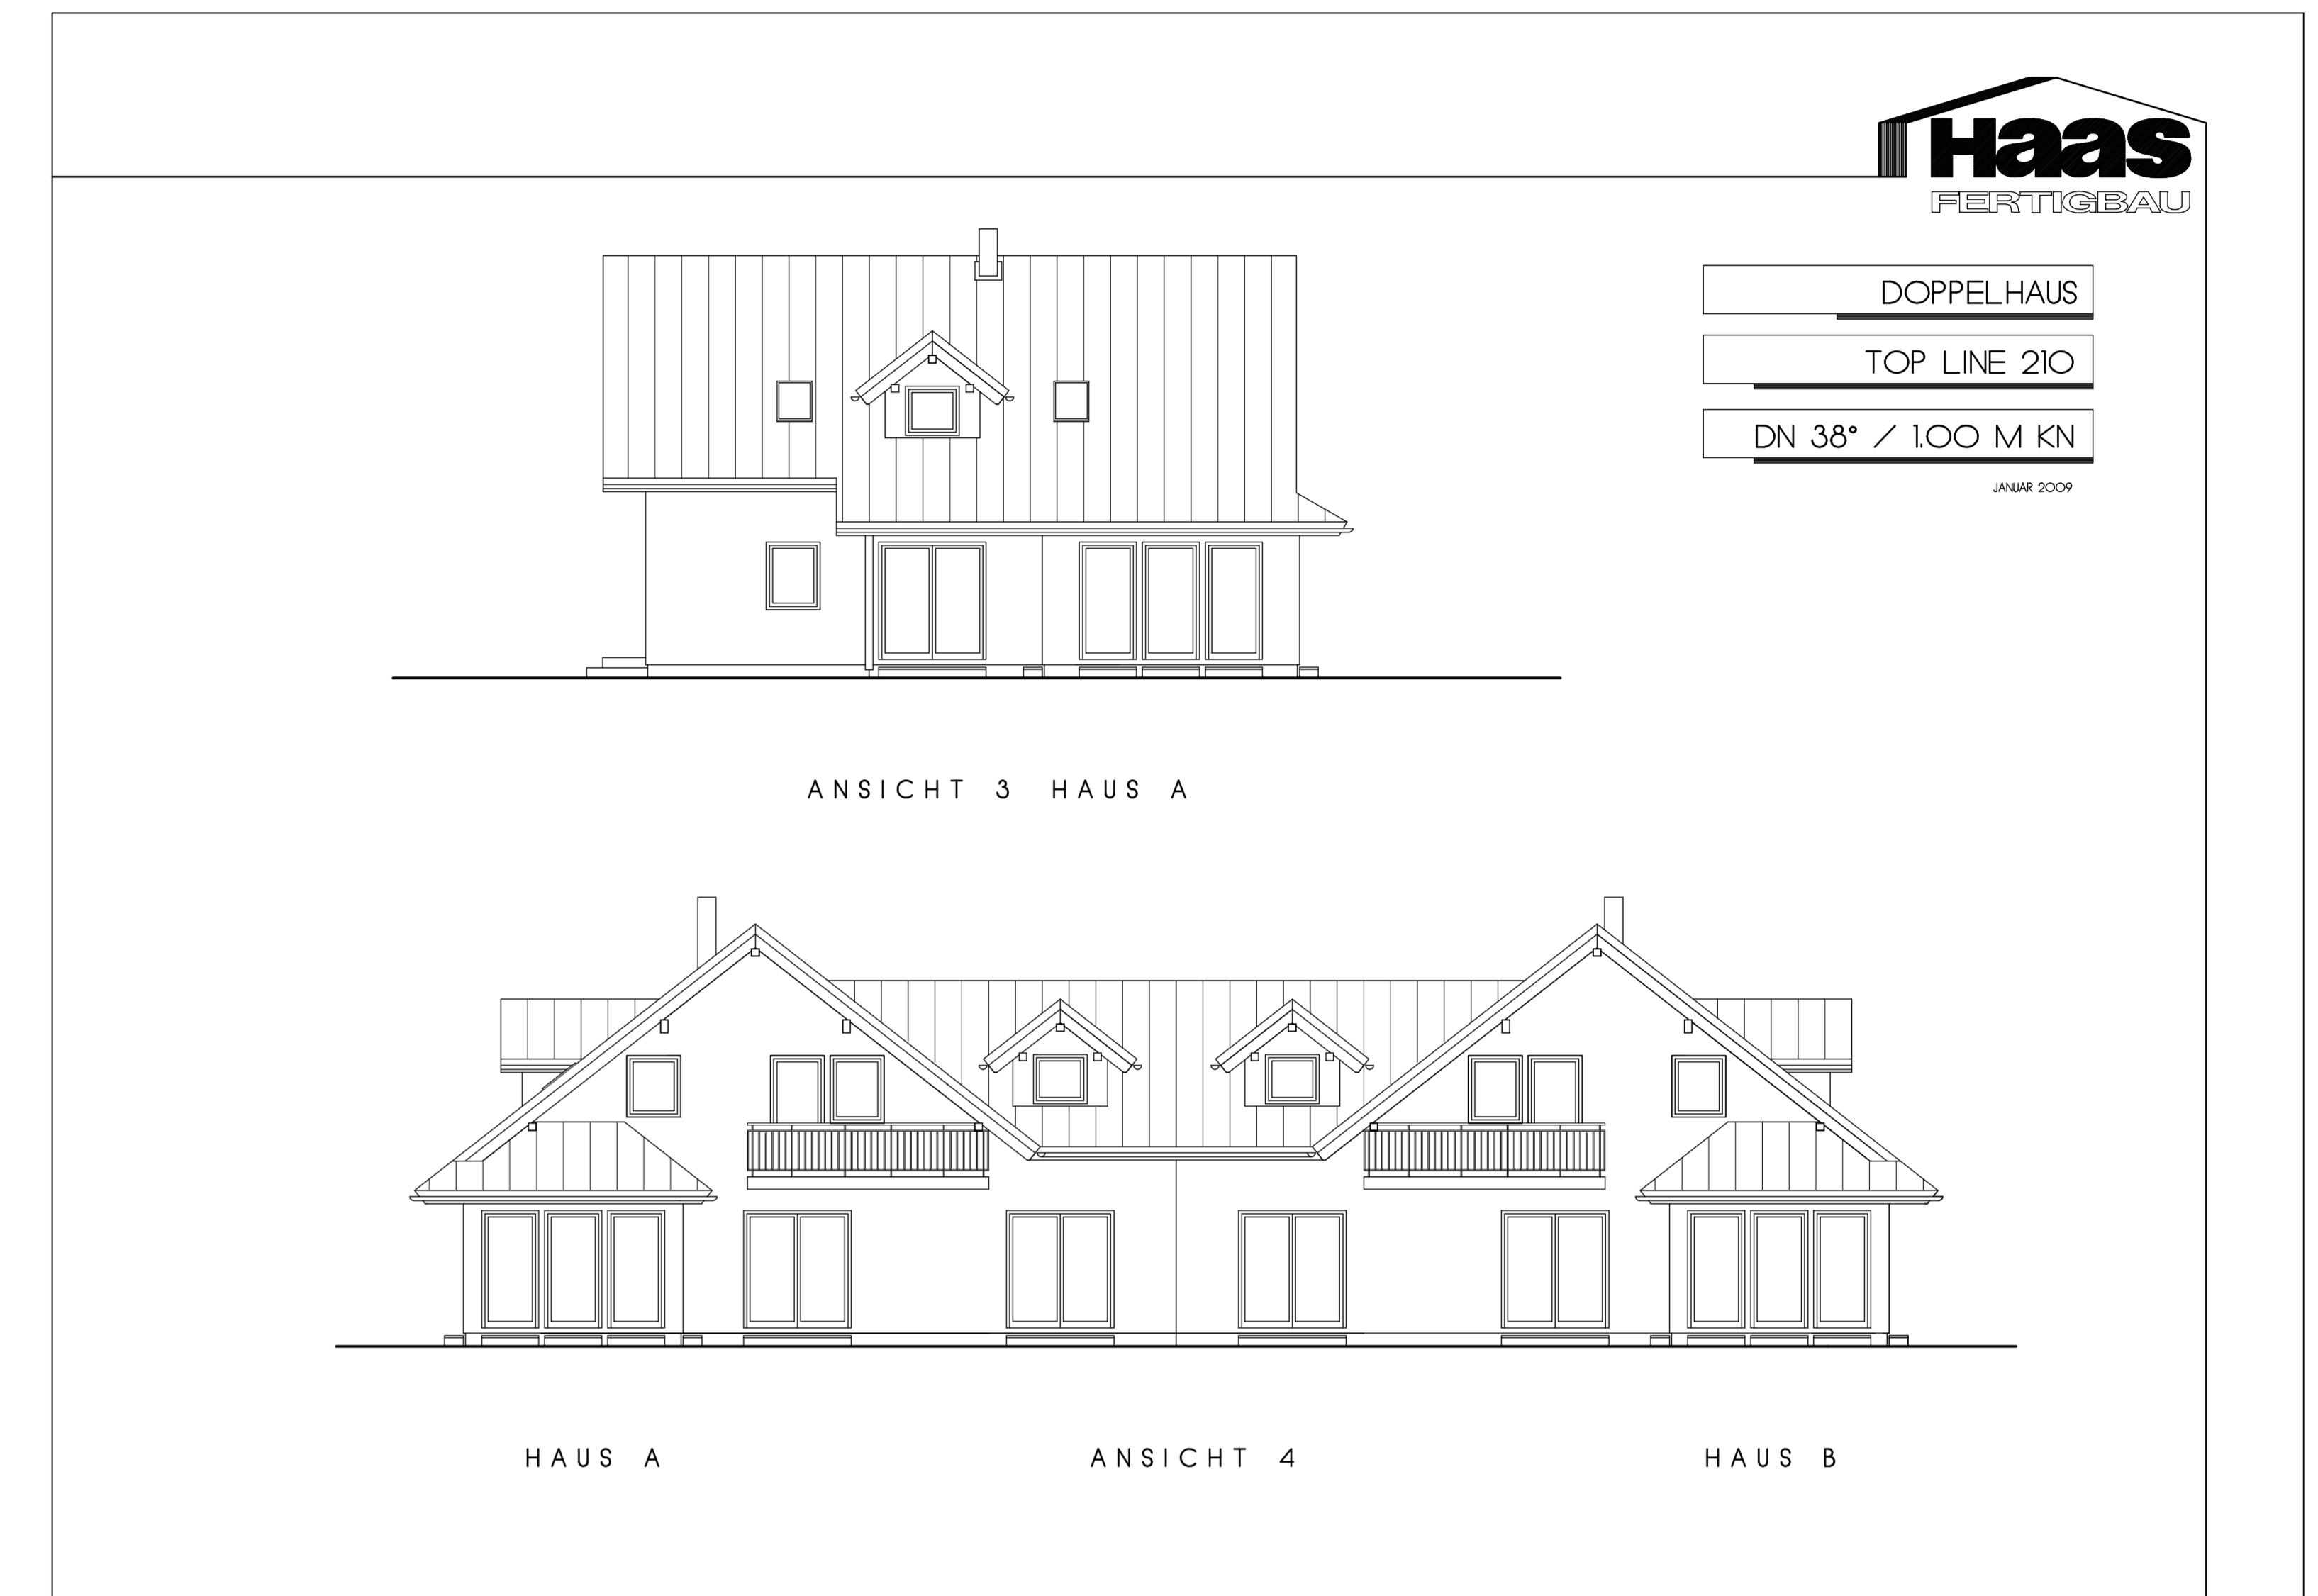 Haas
FERTIGBAU
DOPPELHAUS
TOP LINE 210
DN 38° / 1.00 M KN
JANUAR 2009
ANSICHT 3 HAUS A
HAUS A ANSICHT 4 HAUS B